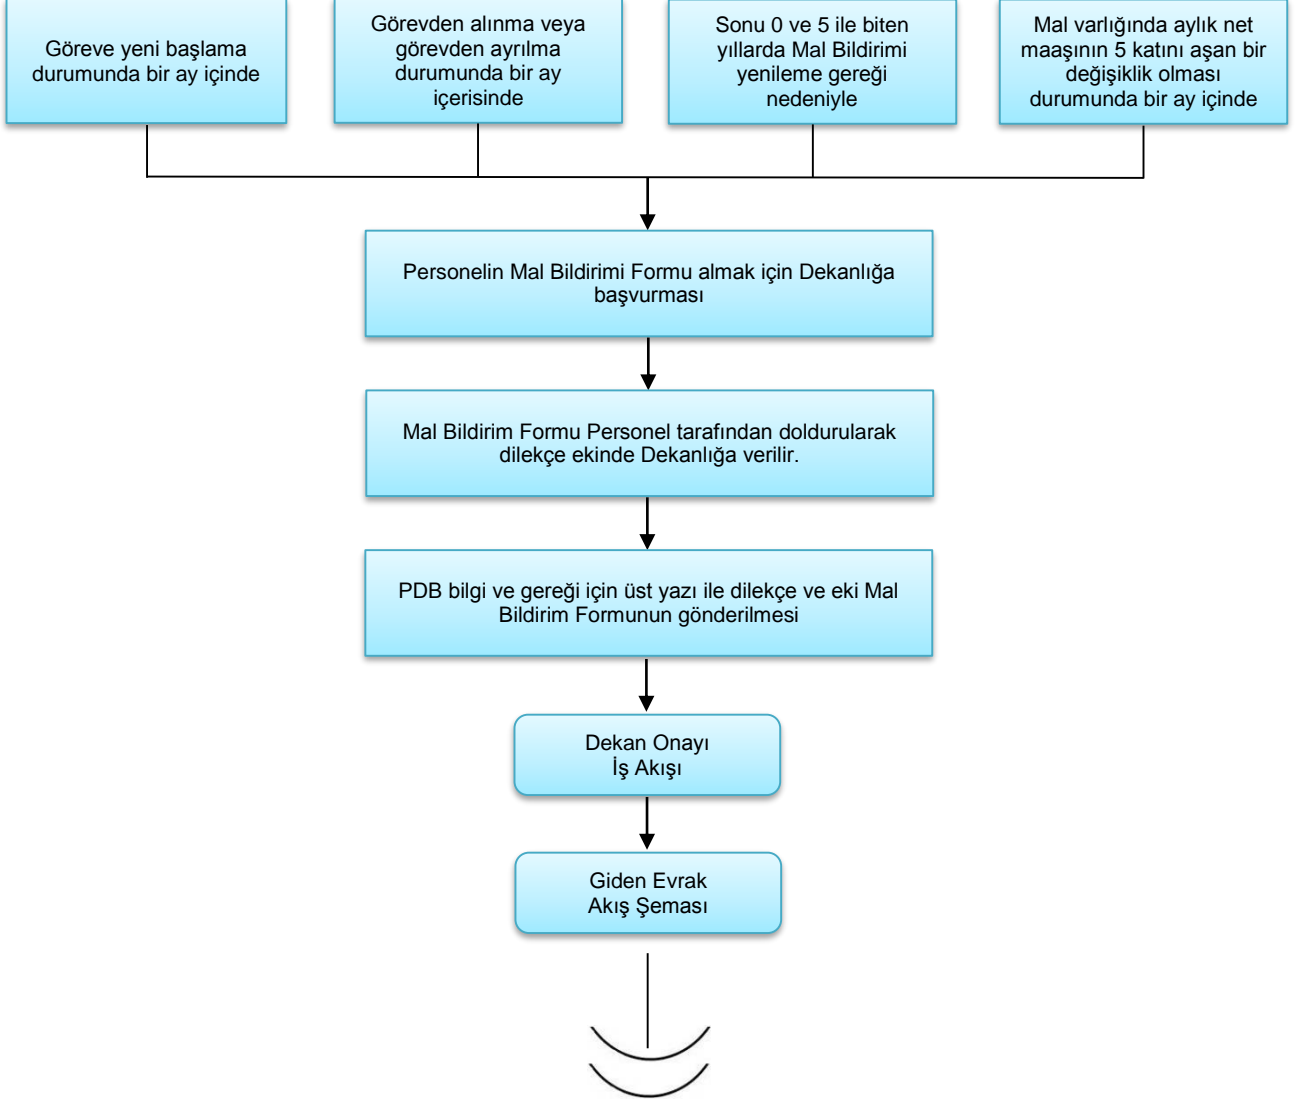 Göreve yeni başlama
durumunda bir ay içinde
Görevden alınma veya
görevden ayrılma
durumunda bir ay
içerisinde
Sonu 0 ve 5 ile biten
yıllarda Mal Bildirimi
yenileme gereği
nedeniyle
Mal varlığında aylık net
maaşının 5 katını aşan bir
değişiklik olması
durumunda bir ay içinde
Personelin Mal Bildirimi Formu almak için Dekanlığa
başvurması
Mal Bildirim Formu Personel tarafından doldurularak
dilekçe ekinde Dekanlığa verilir.
PDB bilgi ve gereği için üst yazı ile dilekçe ve eki Mal
Bildirim Formunun gönderilmesi
Dekan Onayı
İş Akışı
Giden Evrak
Akış Şeması